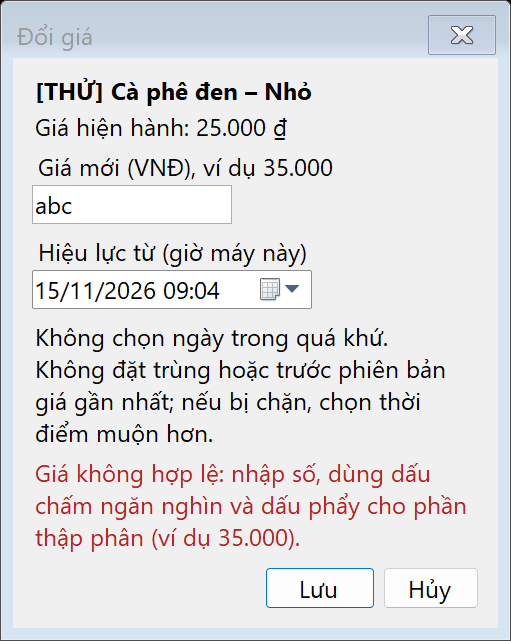 Đổi giá
[THỬ] Cà phê đen – Nhỏ
Giá hiện hành: 25.000 ₫
Giá mới (VNĐ), ví dụ 35.000
abc
Hiệu lực từ (giờ máy này)
15/11/2026 09:04
Không chọn ngày trong quá khứ.
Không đặt trùng hoặc trước phiên bản
giá gần nhất; nếu bị chặn, chọn thời
điểm muộn hơn.
Giá không hợp lệ: nhập số, dùng dấu
chấm ngăn nghìn và dấu phẩy cho phần
thập phân (ví dụ 35.000).
Lưu
Hủy